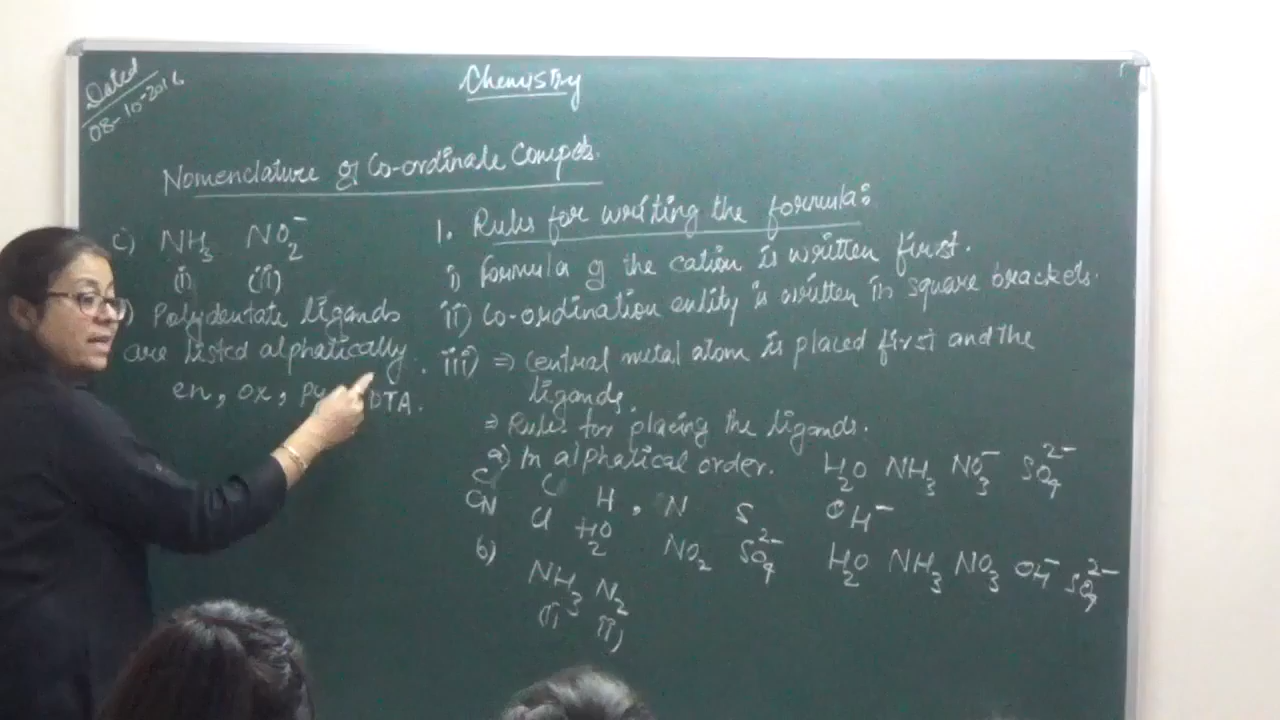 Dated
08-10-2016
Chemistry
Nomenclature of Co-ordinate Compds.
c) NH₃ NO₂⁻
(i) (ii)
) Polydentate ligands
are listed alphatically.
en, ox, DTA.
1. Rules for writing the formula:
i) Formula of the cation is written first.
ii) Co-ordination entity is written in square brackets.
iii) ⇒ Central metal atom is placed first and the
ligands.
⇒ Rules for placing the ligands.
a) In alphatical order. H₂O NH₃ NO₃⁻ SO₄²⁻
C C H, N S OH⁻
CN Cl H₂O NO₂ SO₄²⁻ H₂O NH₃ NO₃ OH⁻ SO₄²⁻
b) NH₃ N₂
(i) ii)